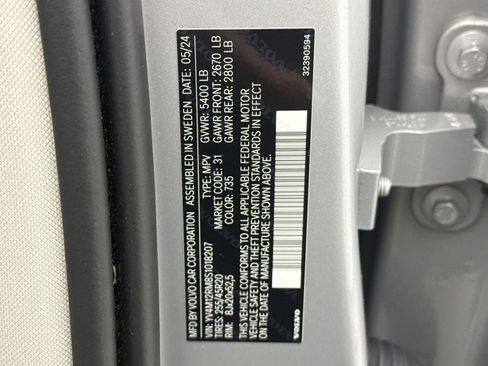 MFD BY VOLVO CAR CORPORATION ASSEMBLED IN SWEDEN DATE: 05/24
GVWR: 5400 LB
GAWR FRONT: 2670 LB
GAWR REAR: 2800 LB
VIN: YV4M12RM8S1018207 TYPE: MPV
TIRES: 255/45R20 MARKET CODE: 31
RIM: 8Jx20x52,5 COLOR: 735
THIS VEHICLE CONFORMS TO ALL APPLICABLE FEDERAL MOTOR
VEHICLE SAFETY AND THEFT PREVENTION STANDARDS IN EFFECT
ON THE DATE OF MANUFACTURE SHOWN ABOVE.
VOLVO
32390594